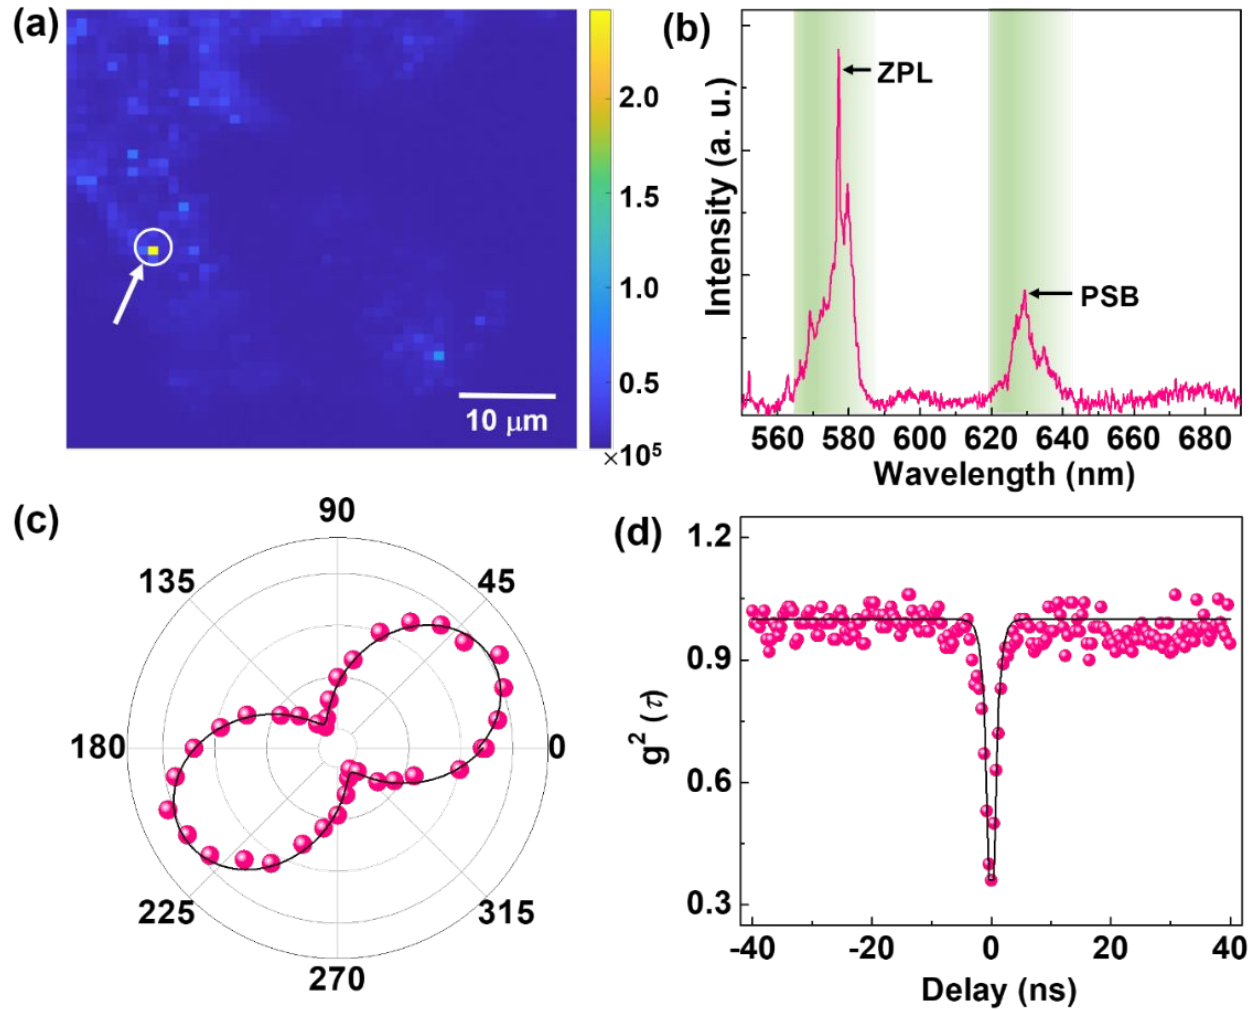 (a)
2.0
1.5
1.0
0.5
×10⁵
10 μm
(b)
ZPL
PSB
Intensity (a. u.)
560 580 600 620 640 660 680
Wavelength (nm)
(c)
90
135 45
180 0
225 315
270
(d)
1.2
0.9
0.6
0.3
g² (τ)
-40 -20 0 20 40
Delay (ns)